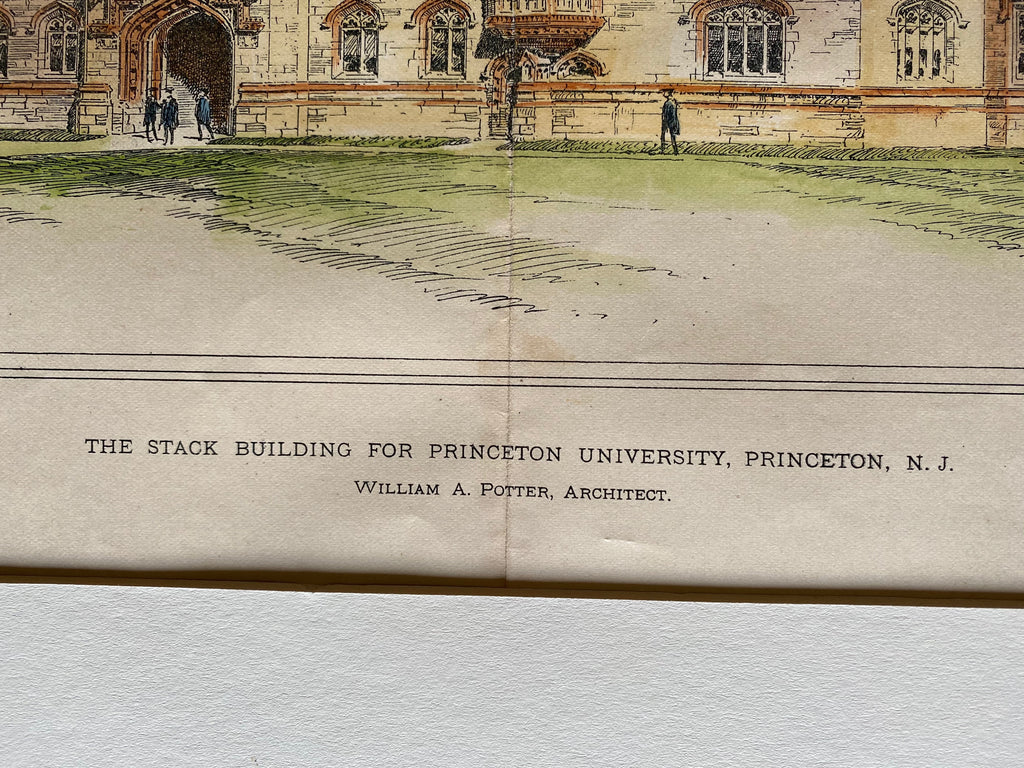 THE STACK BUILDING FOR PRINCETON UNIVERSITY, PRINCETON, N. J.
WILLIAM A. POTTER, ARCHITECT.